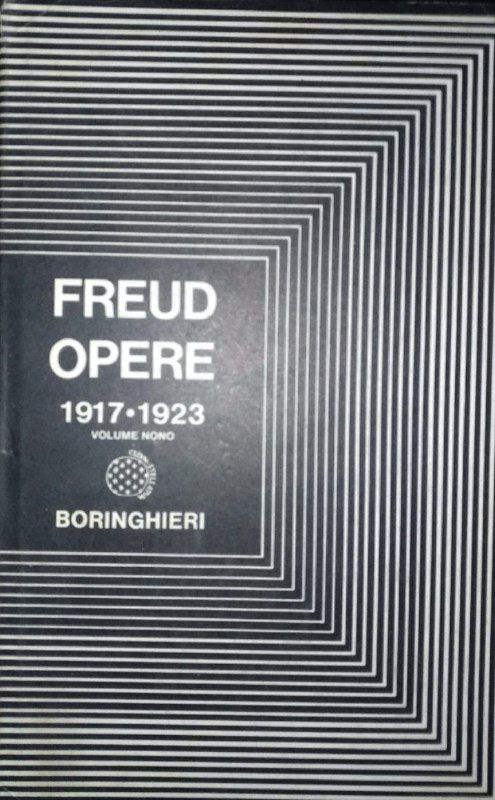 FREUD
OPERE
1917•1923
VOLUME NONO
BORINGHIERI